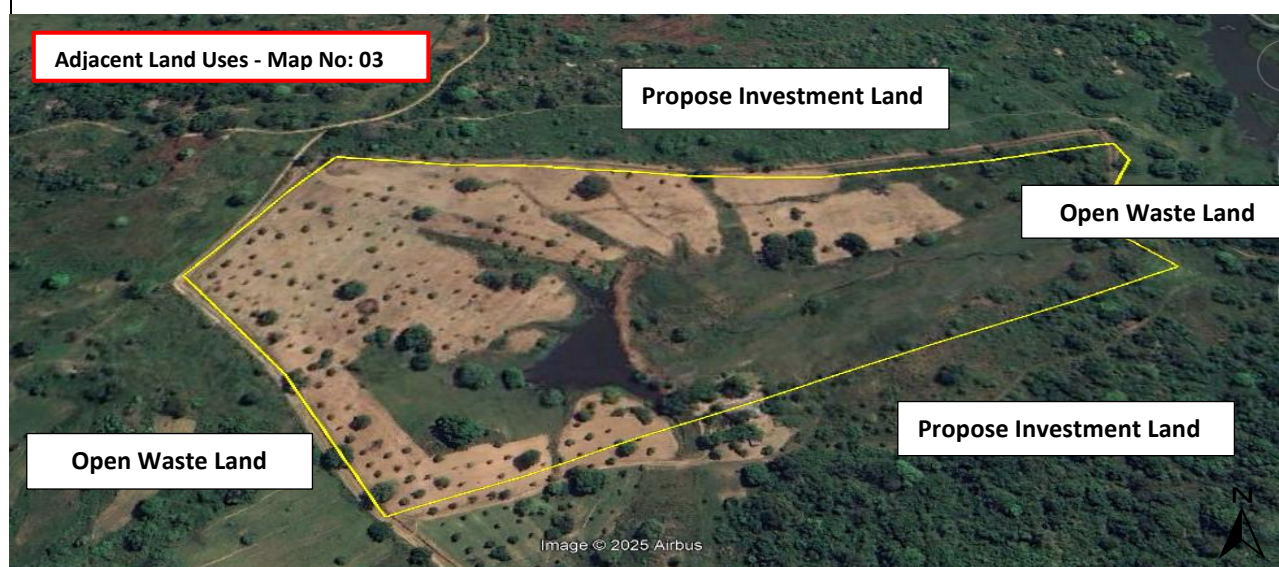 Adjacent Land Uses - Map No: 03
Propose Investment Land
Open Waste Land
Propose Investment Land
Open Waste Land
N
Image © 2025 Airbus